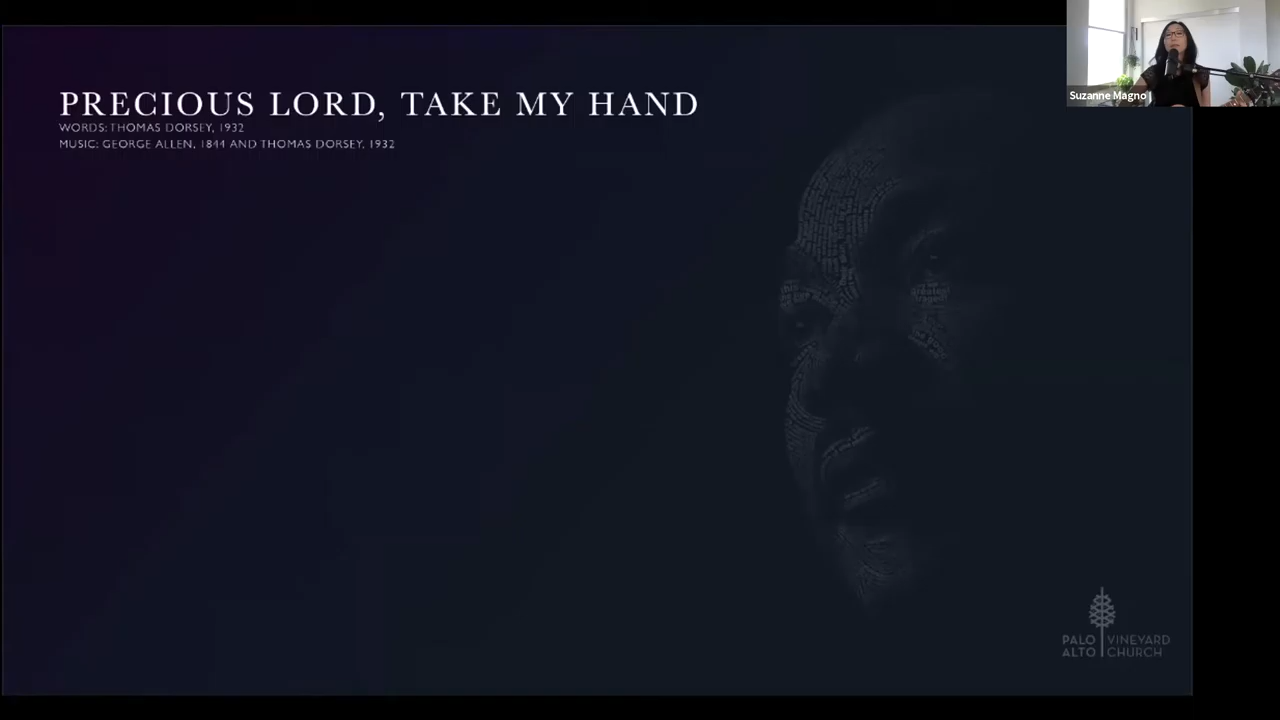 PRECIOUS LORD, TAKE MY HAND
WORDS: THOMAS DORSEY, 1932
MUSIC: GEORGE ALLEN, 1844 AND THOMAS DORSEY, 1932
Suzanne Magno
PALO VINEYARD
ALTO CHURCH